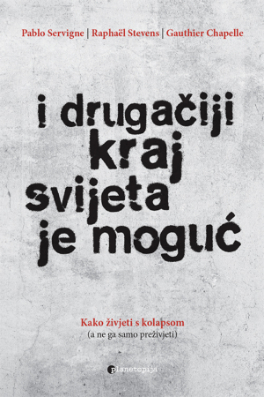 Pablo Servigne | Raphaël Stevens | Gauthier Chapelle
i drugačiji
kraj
svijeta
je moguć
Kako živjeti s kolapsom
(a ne ga samo preživjeti)
planetopija